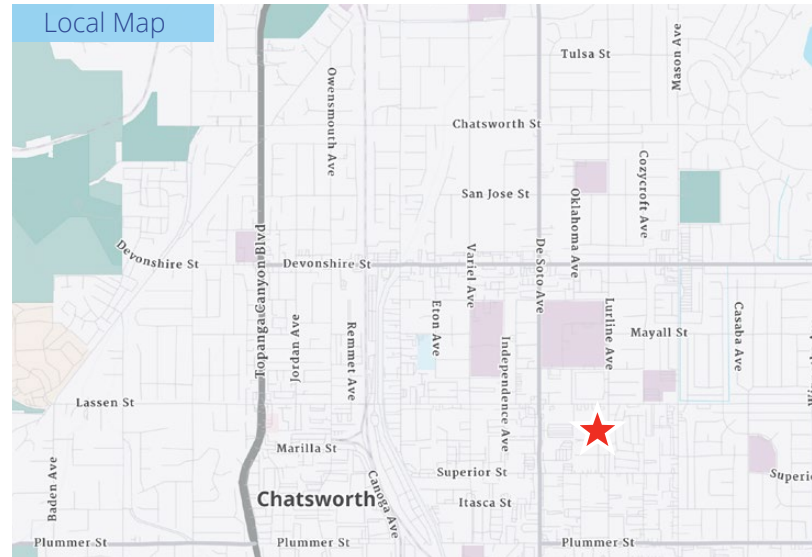 Local Map
Tulsa St
Mason Ave
Owensmouth Ave
Chatsworth St
Cozycroft Ave
San Jose St
Oklahoma Ave
Topanga Canyon Blvd
Devonshire St
Devonshire St
Variel Ave
De Soto Ave
Eton Ave
Lurline Ave
Mayall St
Casaba Ave
Jordan Ave
Remmet Ave
Independence Ave
Lassen St
Marilla St
Baden Ave
Canoga Ave
Superior St
Superio
Chatsworth
Itasca St
Plummer St
Plummer St
Plummer St